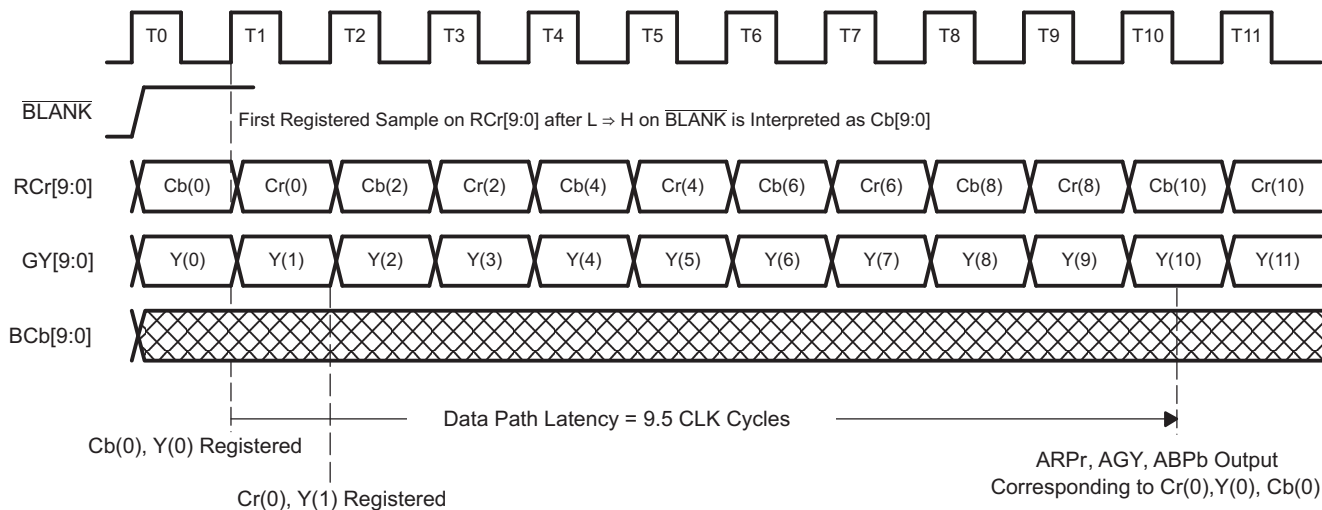 T0 T1 T2 T3 T4 T5 T6 T7 T8 T9 T10 T11
BLANK
First Registered Sample on RCr[9:0] after L ⇒ H on BLANK is Interpreted as Cb[9:0]
RCr[9:0] Cb(0) Cr(0) Cb(2) Cr(2) Cb(4) Cr(4) Cb(6) Cr(6) Cb(8) Cr(8) Cb(10) Cr(10)
GY[9:0] Y(0) Y(1) Y(2) Y(3) Y(4) Y(5) Y(6) Y(7) Y(8) Y(9) Y(10) Y(11)
BCb[9:0]
Data Path Latency = 9.5 CLK Cycles
Cb(0), Y(0) Registered
Cr(0), Y(1) Registered
ARPr, AGY, ABPb Output
Corresponding to Cr(0),Y(0), Cb(0)